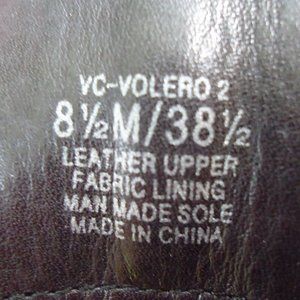 VC-VOLERO 2
8½M/38½
LEATHER UPPER
FABRIC LINING
MAN MADE SOLE
MADE IN CHINA